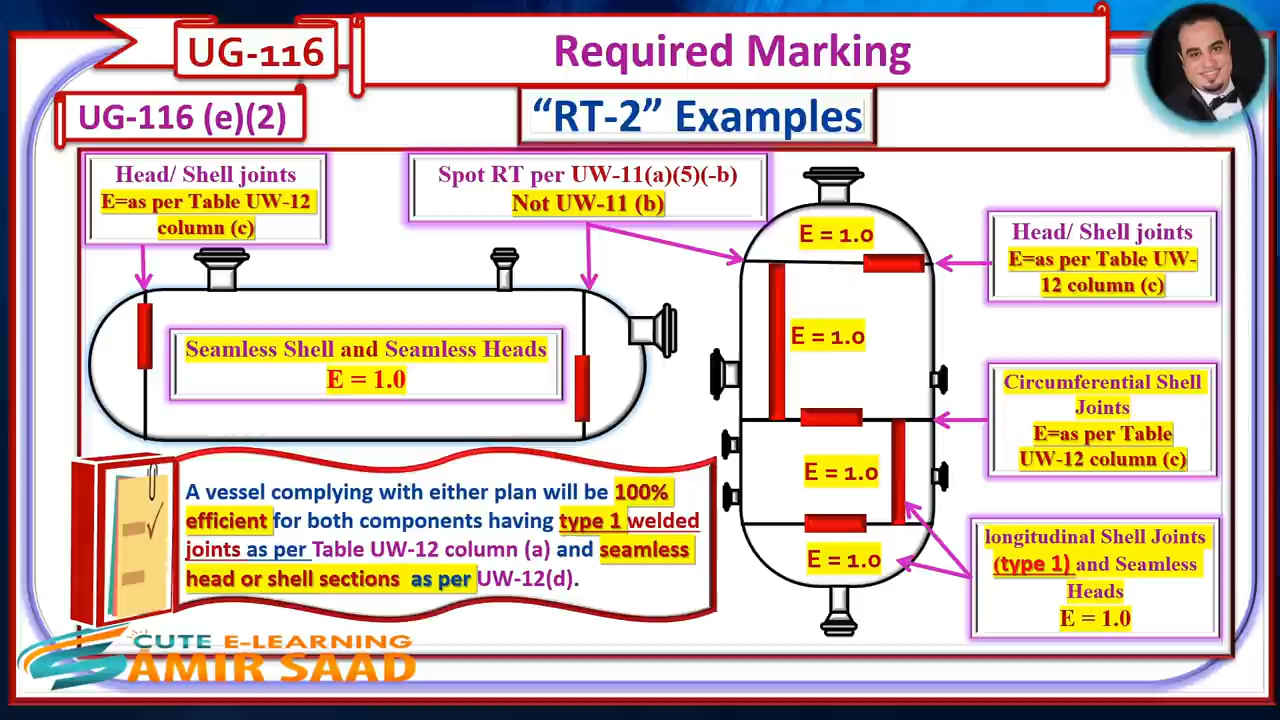 UG-116
Required Marking
UG-116 (e)(2)
“RT-2” Examples
Head/ Shell joints
E=as per Table UW-12
column (c)
Spot RT per UW-11(a)(5)(-b)
Not UW-11 (b)
E = 1.0
Head/ Shell joints
E=as per Table UW-
12 column (c)
Seamless Shell and Seamless Heads
E = 1.0
E = 1.0
Circumferential Shell
Joints
E=as per Table
UW-12 column (c)
E = 1.0
A vessel complying with either plan will be 100%
efficient for both components having type 1 welded
joints as per Table UW-12 column (a) and seamless
head or shell sections as per UW-12(d).
E = 1.0
longitudinal Shell Joints
(type 1) and Seamless
Heads
E = 1.0
CUTE E-LEARNING
AMIR SAAD